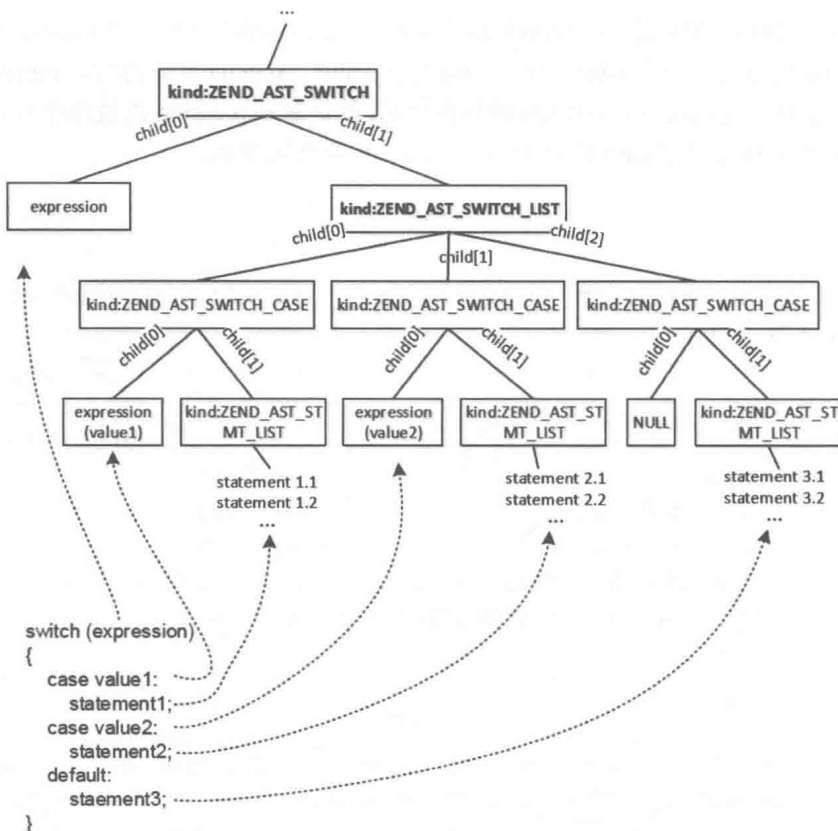 ...
kind:ZEND_AST_SWITCH
child[0]
child[1]
expression
kind:ZEND_AST_SWITCH_LIST
child[0]
child[1]
child[2]
kind:ZEND_AST_SWITCH_CASE
kind:ZEND_AST_SWITCH_CASE
kind:ZEND_AST_SWITCH_CASE
child[0]
child[1]
child[0]
child[1]
child[0]
child[1]
expression
(value1)
kind:ZEND_AST_ST
MT_LIST
expression
(value2)
kind:ZEND_AST_ST
MT_LIST
NULL
kind:ZEND_AST_ST
MT_LIST
statement 1.1
statement 1.2
...
statement 2.1
statement 2.2
...
statement 3.1
statement 3.2
...
switch (expression)
{
case value1:
statement1;
case value2:
statement2;
default:
staement3;
}